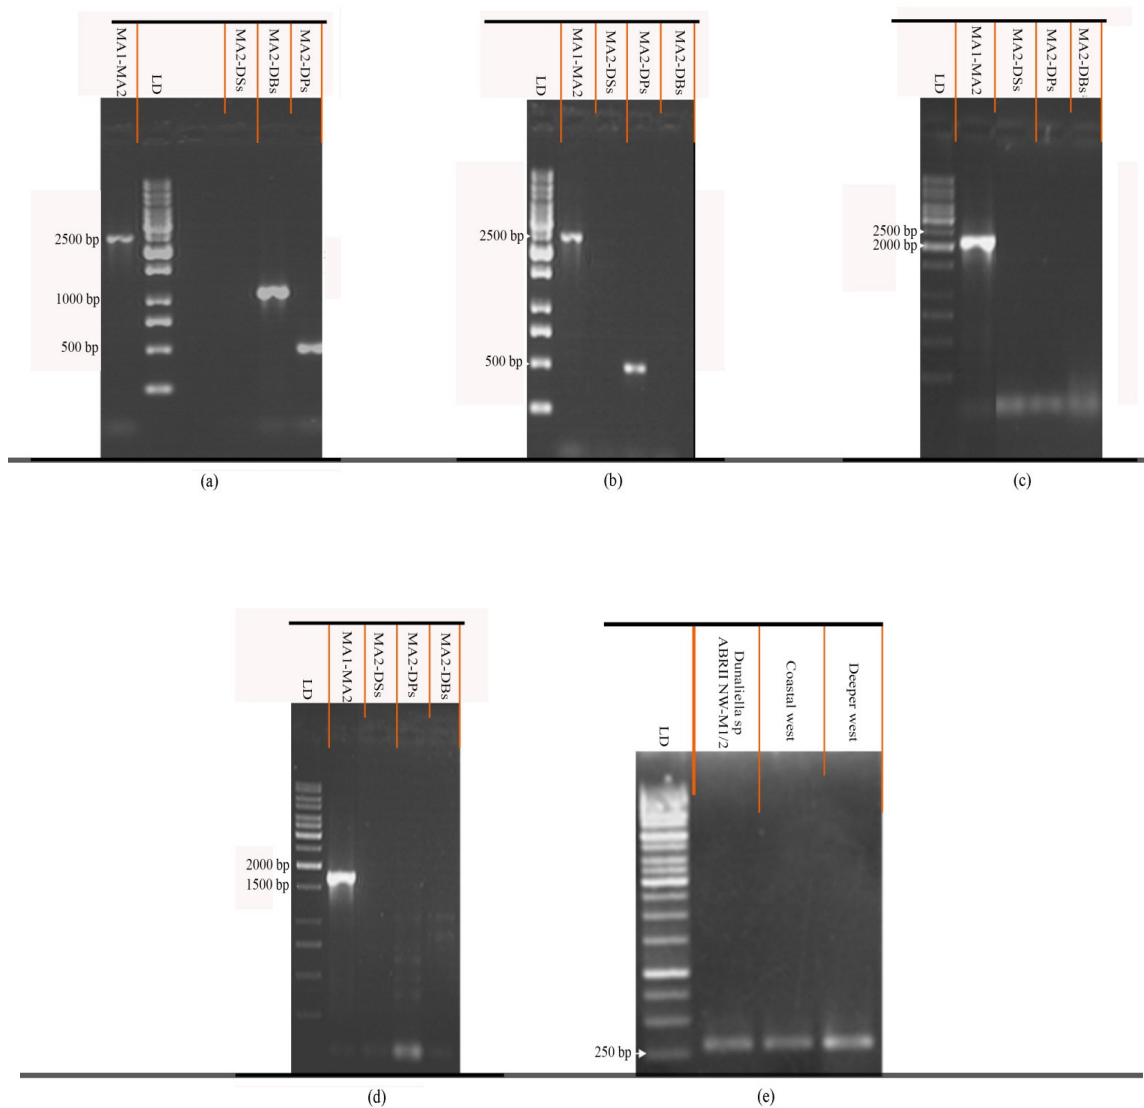 MA1-MA2
LD
MA2-DSs
MA2-DBs
MA2-DPs
2500 bp
1000 bp
500 bp
(a)
LD
MA1-MA2
MA2-DSs
MA2-DPs
MA2-DBs
2500 bp
500 bp
(b)
LD
MA1-MA2
MA2-DSs
MA2-DPs
MA2-DBs
2500 bp
2000 bp
(c)
LD
MA1-MA2
MA2-DSs
MA2-DPs
MA2-DBs
2000 bp
1500 bp
(d)
LD
Dunaliella sp
ABRII NW-M1/2
Coastal west
Deeper west
250 bp
(e)